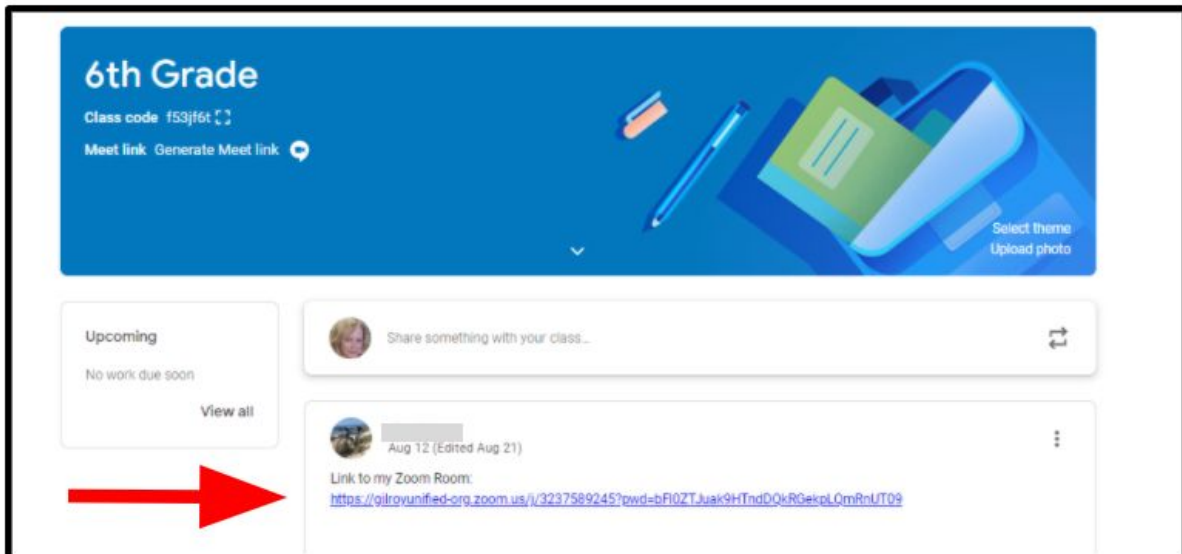 6th Grade
Class code f53jf6t
Meet link Generate Meet link
Select theme
Upload photo
Upcoming
No work due soon
View all
Share something with your class...
Aug 12 (Edited Aug 21)
Link to my Zoom Room:
https://gilroyunified-org.zoom.us/j/3237589245?pwd=bFl0ZTJuak9HTndDQkRGekpLQmRnUT09